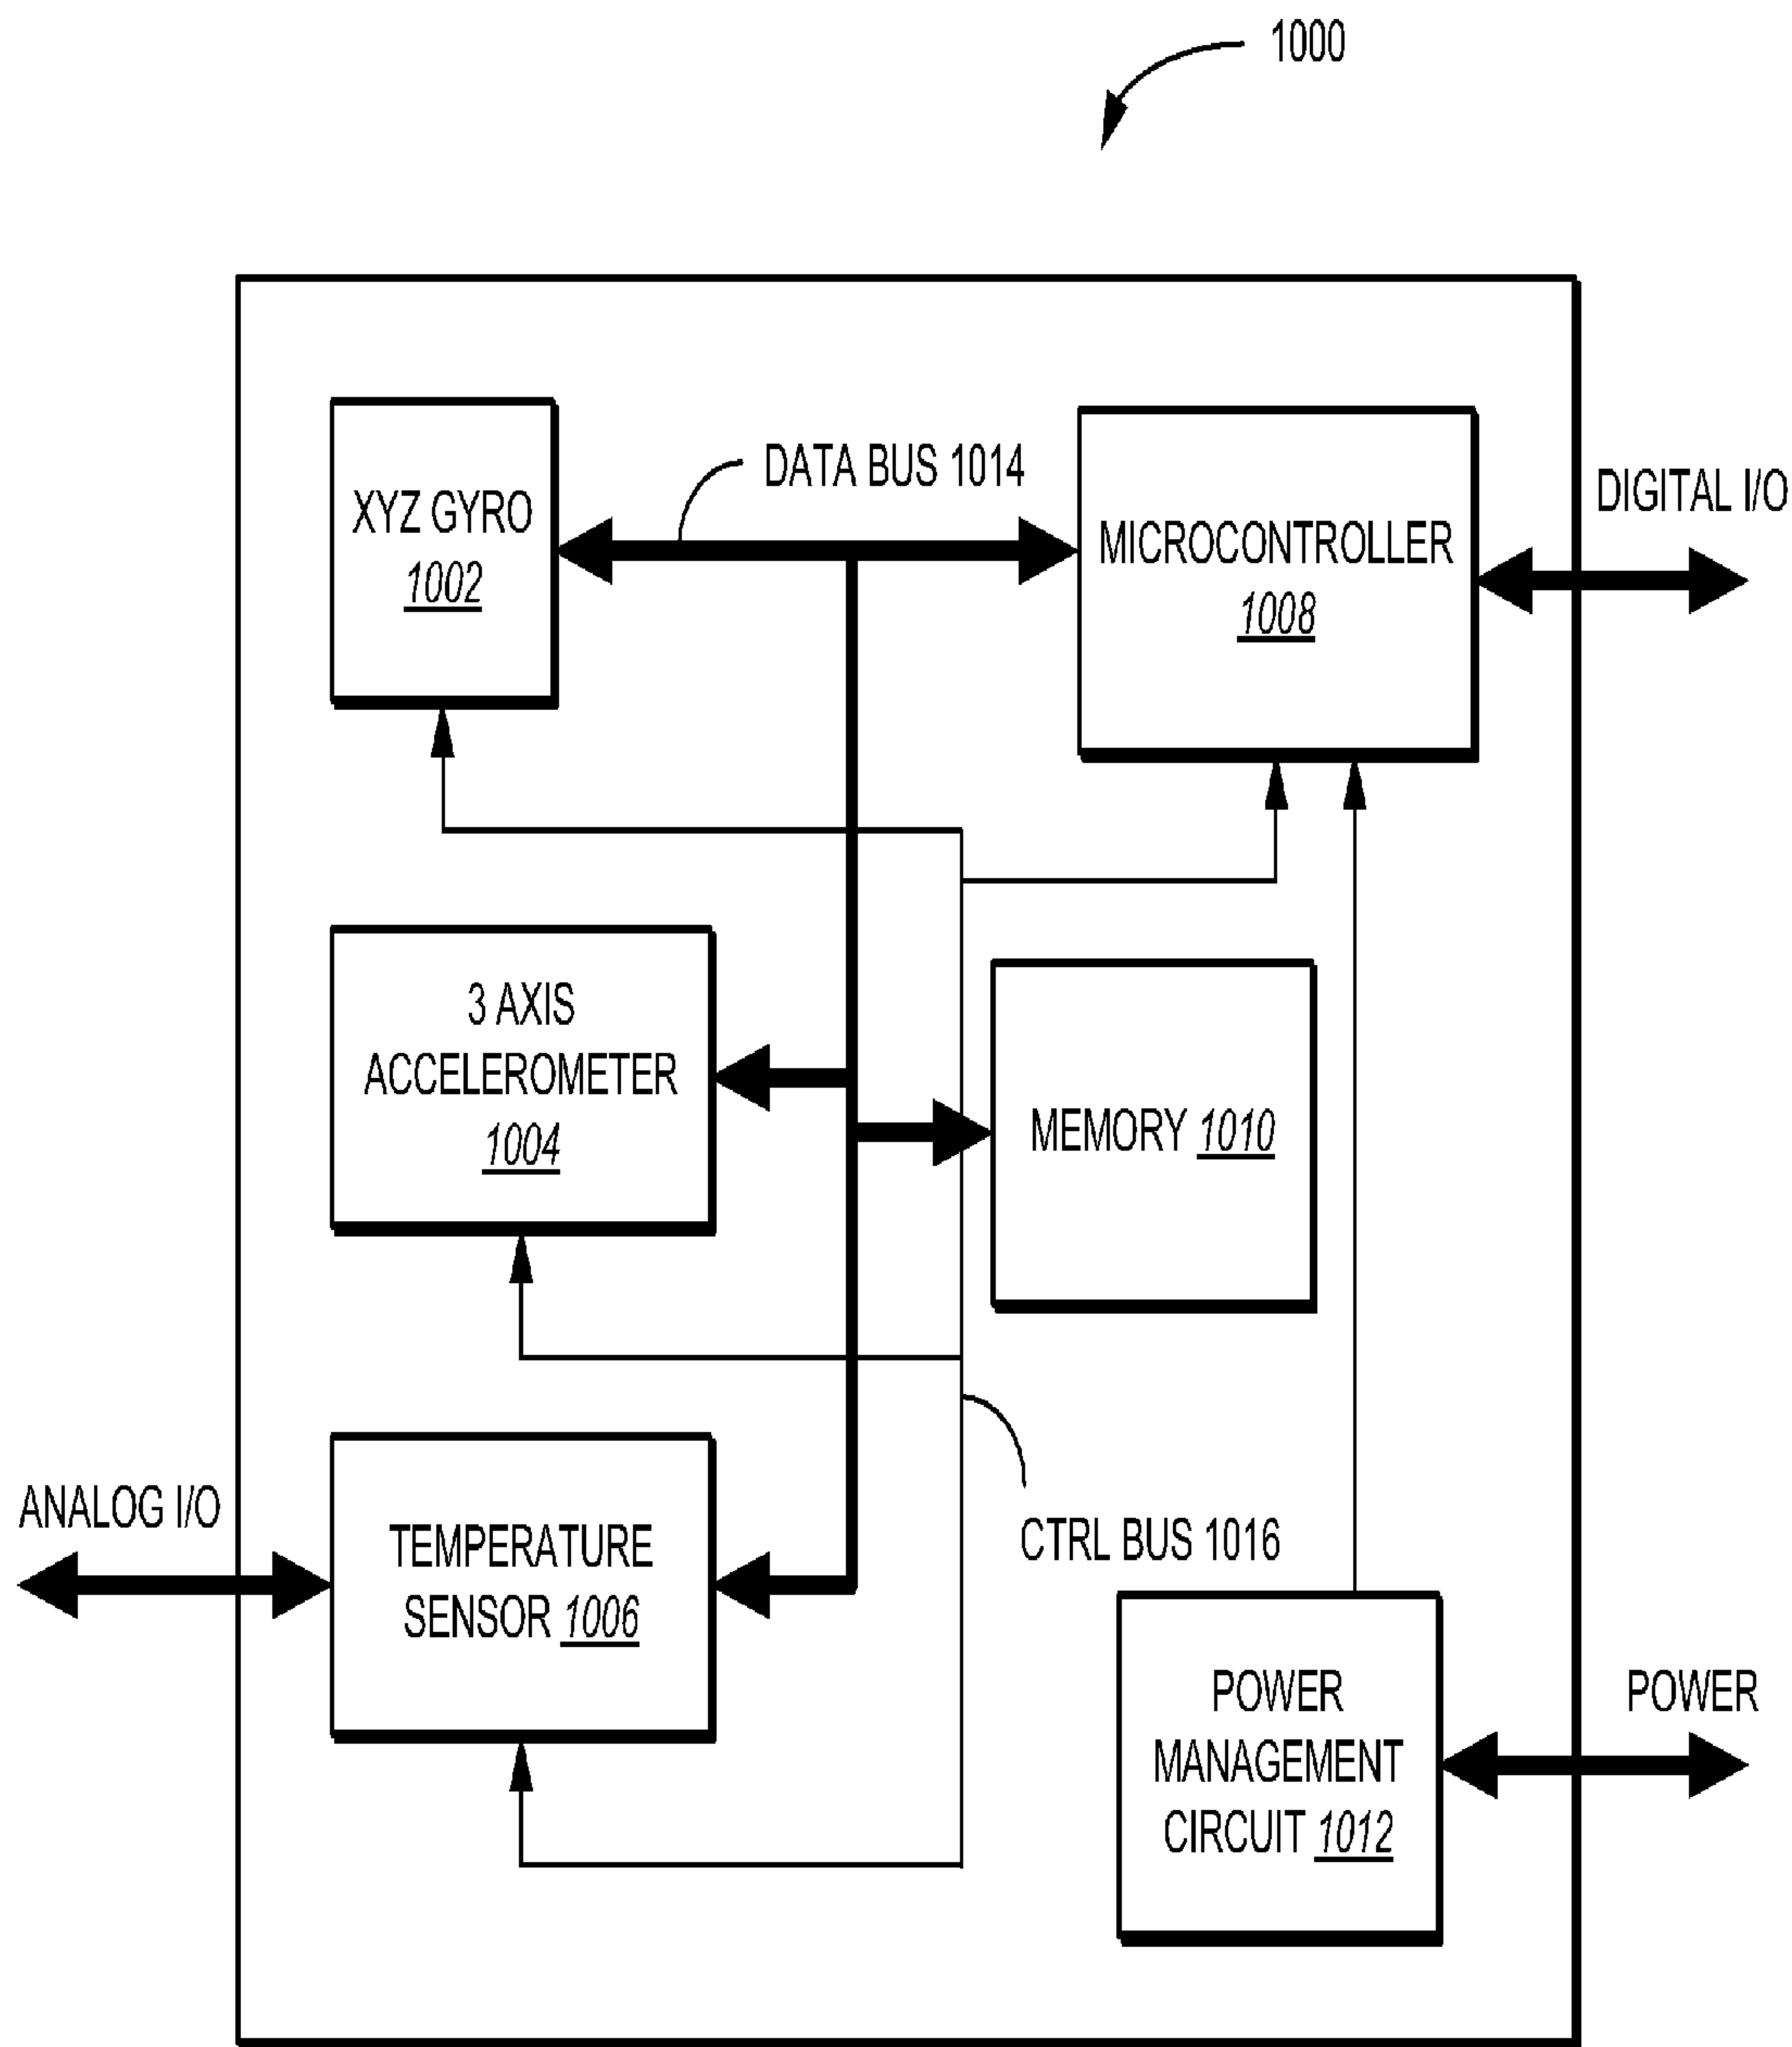 1000
XYZ GYRO
1002
DATA BUS 1014
MICROCONTROLLER
1008
DIGITAL I/O
3 AXIS
ACCELEROMETER
1004
MEMORY 1010
ANALOG I/O
TEMPERATURE
SENSOR 1006
CTRL BUS 1016
POWER
MANAGEMENT
CIRCUIT 1012
POWER